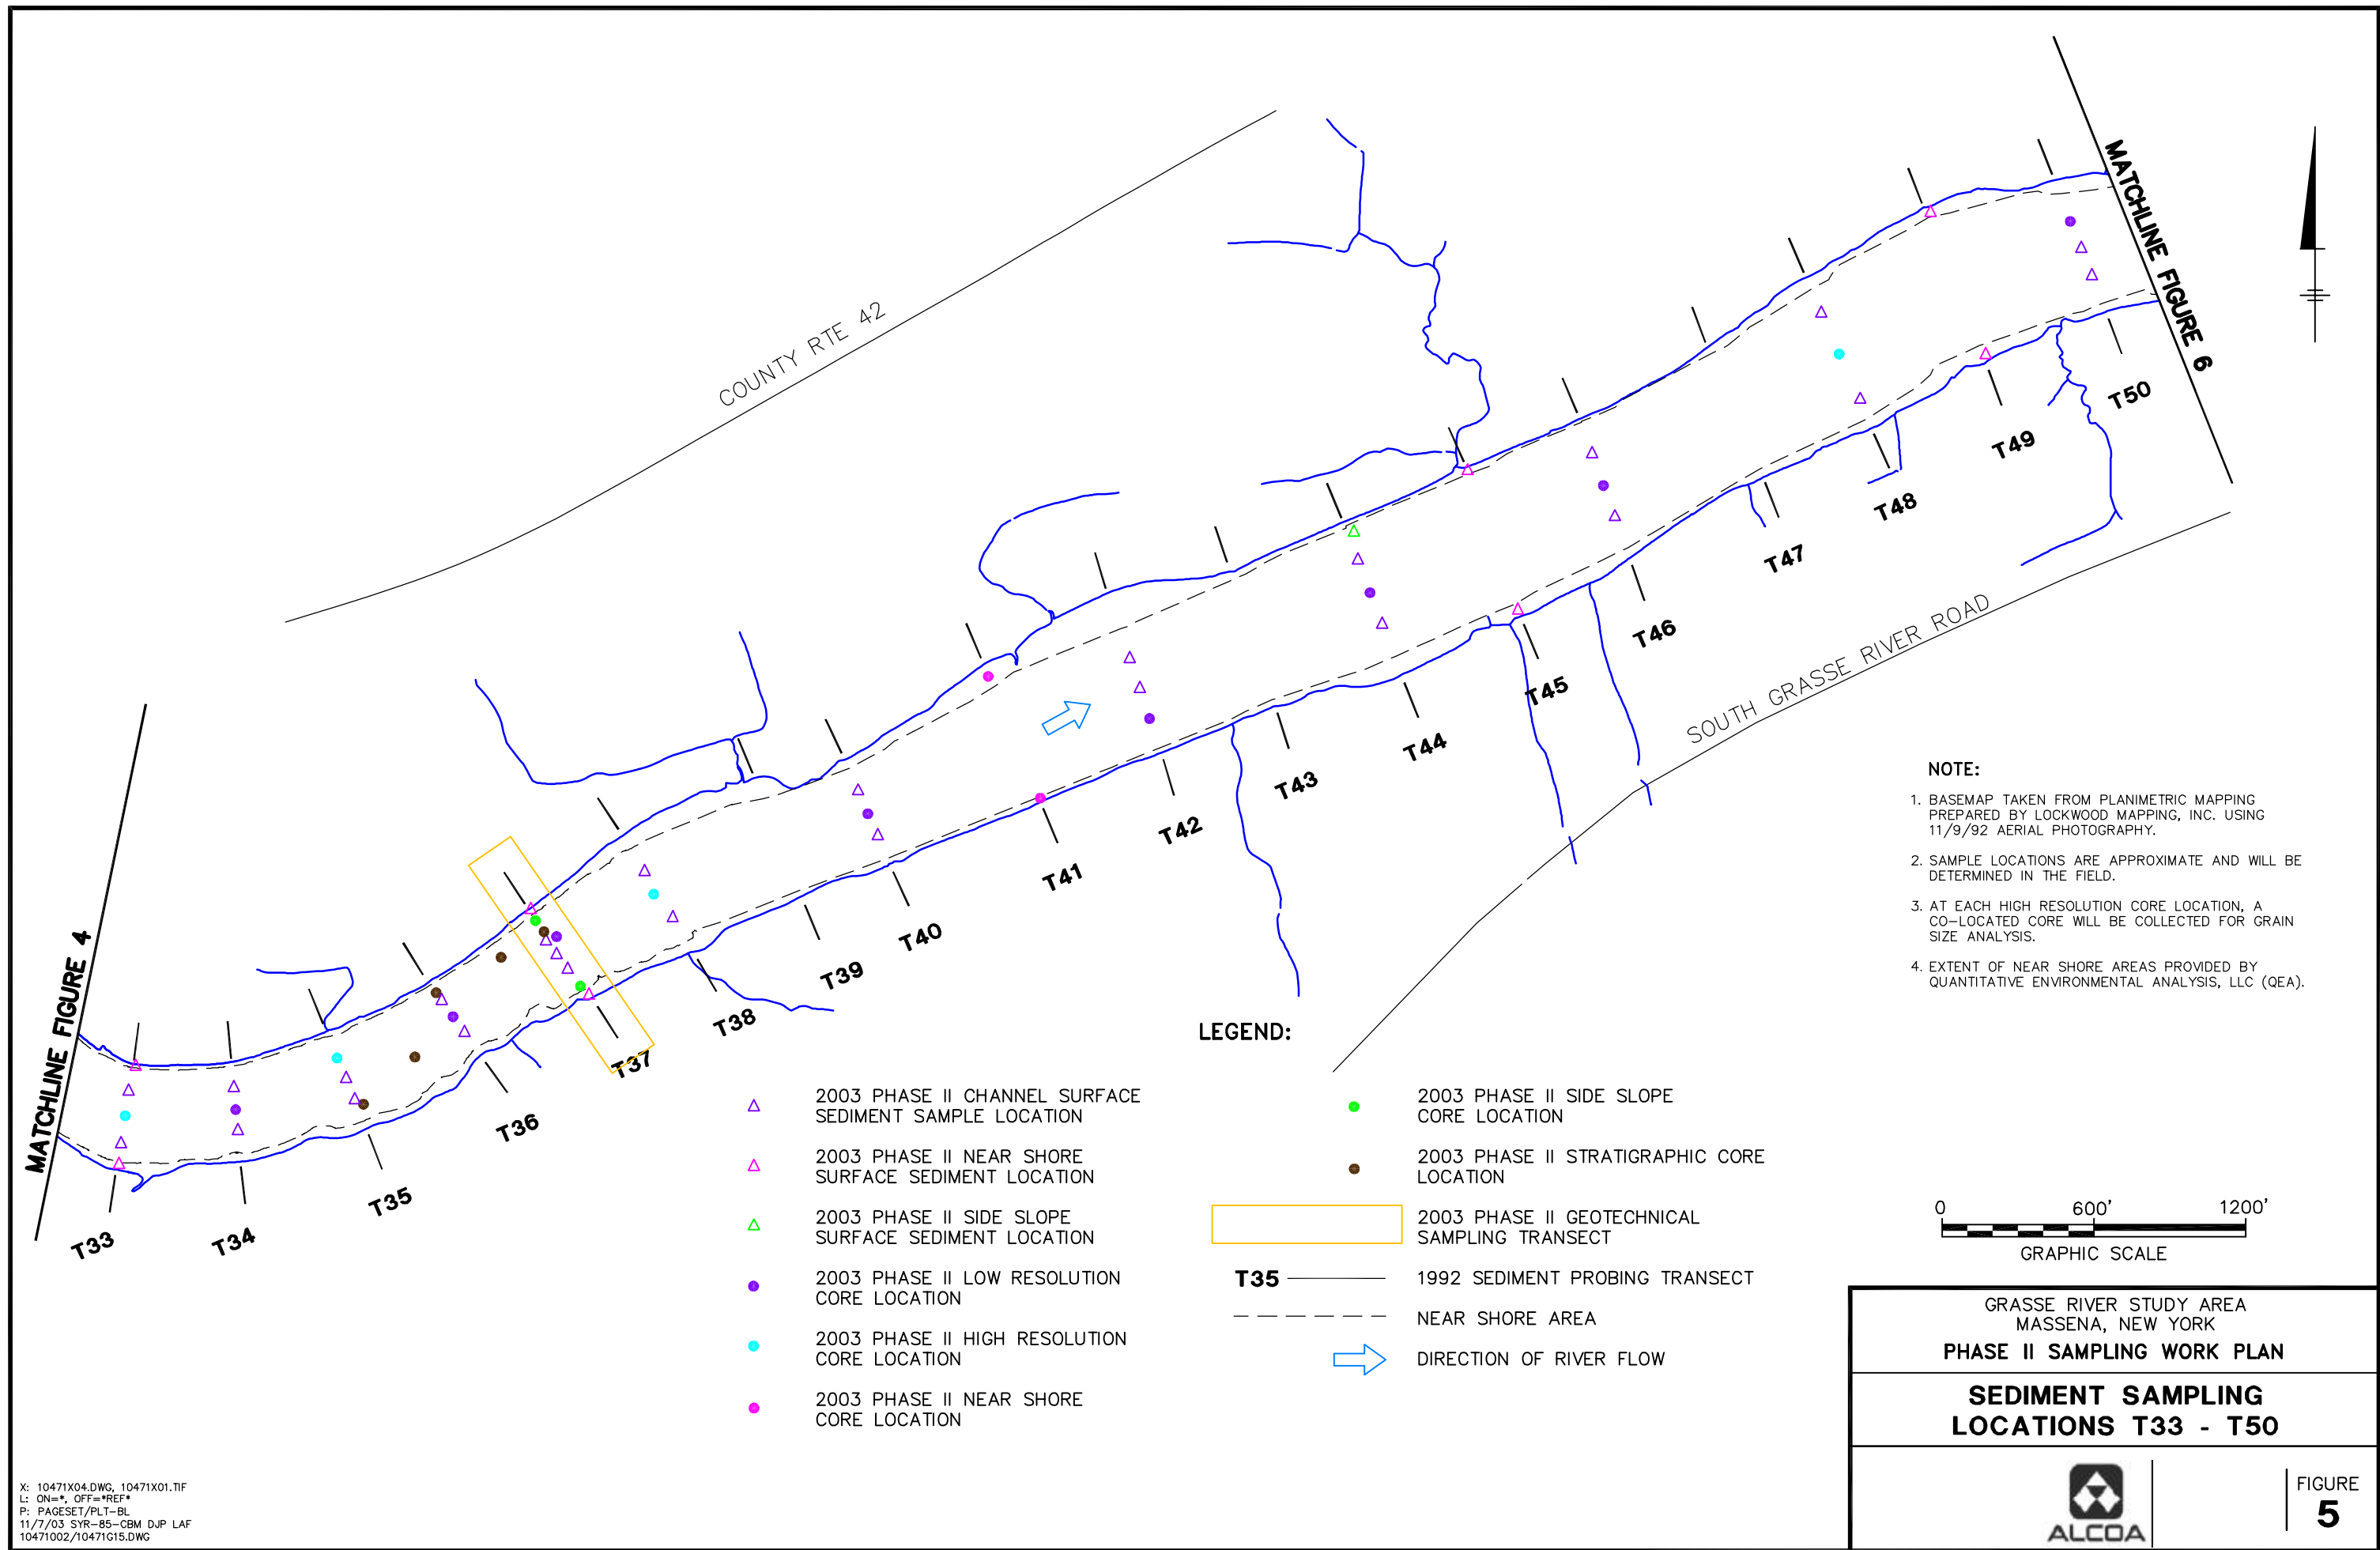 COUNTY RTE 42
MATCHLINE FIGURE 6
MATCHLINE FIGURE 4
SOUTH GRASSE RIVER ROAD
T33
T34
T35
T36
T37
T38
T39
T40
T41
T42
T43
T44
T45
T46
T47
T48
T49
T50
NOTE:
1. BASEMAP TAKEN FROM PLANIMETRIC MAPPING
PREPARED BY LOCKWOOD MAPPING, INC. USING
11/9/92 AERIAL PHOTOGRAPHY.
2. SAMPLE LOCATIONS ARE APPROXIMATE AND WILL BE
DETERMINED IN THE FIELD.
3. AT EACH HIGH RESOLUTION CORE LOCATION, A
CO-LOCATED CORE WILL BE COLLECTED FOR GRAIN
SIZE ANALYSIS.
4. EXTENT OF NEAR SHORE AREAS PROVIDED BY
QUANTITATIVE ENVIRONMENTAL ANALYSIS, LLC (QEA).
LEGEND:
2003 PHASE II CHANNEL SURFACE
SEDIMENT SAMPLE LOCATION
2003 PHASE II NEAR SHORE
SURFACE SEDIMENT LOCATION
2003 PHASE II SIDE SLOPE
SURFACE SEDIMENT LOCATION
2003 PHASE II LOW RESOLUTION
CORE LOCATION
2003 PHASE II HIGH RESOLUTION
CORE LOCATION
2003 PHASE II NEAR SHORE
CORE LOCATION
2003 PHASE II SIDE SLOPE
CORE LOCATION
2003 PHASE II STRATIGRAPHIC CORE
LOCATION
2003 PHASE II GEOTECHNICAL
SAMPLING TRANSECT
T35 1992 SEDIMENT PROBING TRANSECT
NEAR SHORE AREA
DIRECTION OF RIVER FLOW
0 600' 1200'
GRAPHIC SCALE
GRASSE RIVER STUDY AREA
MASSENA, NEW YORK
PHASE II SAMPLING WORK PLAN
SEDIMENT SAMPLING
LOCATIONS T33 - T50
ALCOA
FIGURE
5
X: 10471X04.DWG, 10471X01.TIF
L: ON=*, OFF=*REF*
P: PAGESET/PLT-BL
11/7/03 SYR-85-CBM DJP LAF
10471002/10471G15.DWG